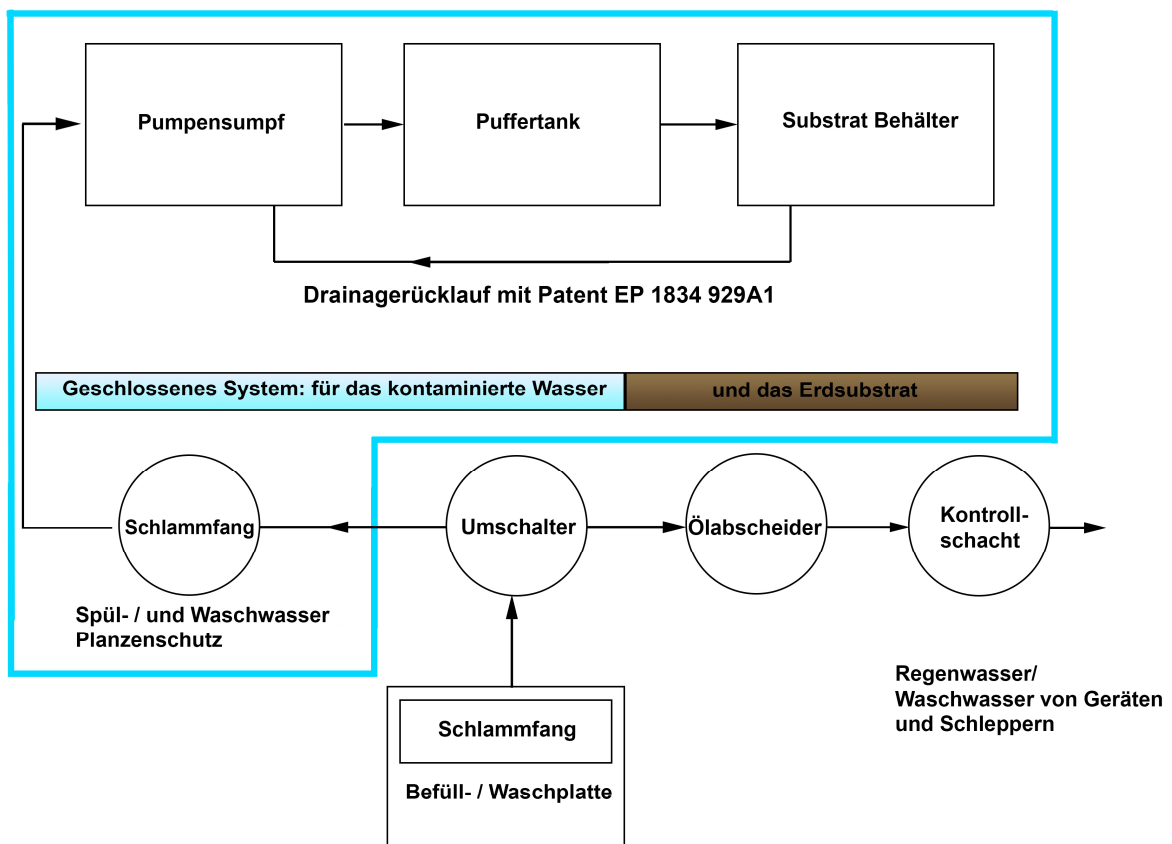 Pumpensumpf
Puffertank
Substrat Behälter
Drainagerücklauf mit Patent EP 1834 929A1
Geschlossenes System: für das kontaminierte Wasser
und das Erdsubstrat
Schlammfang
Umschalter
Ölabscheider
Kontroll-
schacht
Spül- / und Waschwasser
Planzenschutz
Regenwasser/
Waschwasser von Geräten
und Schleppern
Schlammfang
Befüll- / Waschplatte